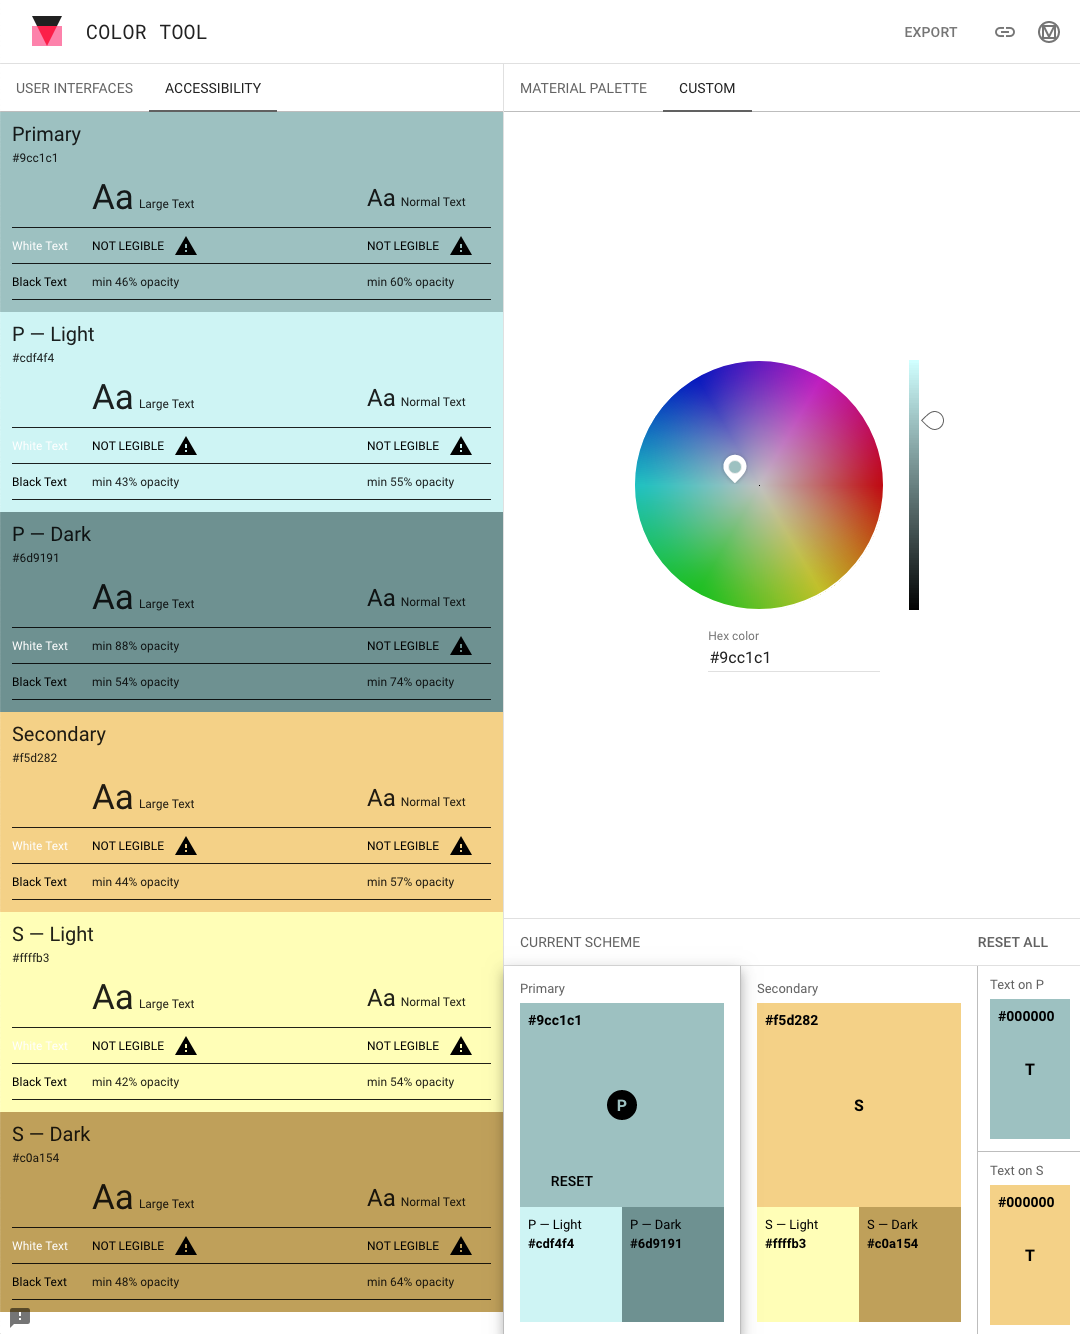 COLOR TOOL
EXPORT
USER INTERFACES
ACCESSIBILITY
MATERIAL PALETTE
CUSTOM
Primary
#9cc1c1
Aa Large Text
Aa Normal Text
White Text NOT LEGIBLE NOT LEGIBLE
Black Text min 46% opacity min 60% opacity
P — Light
#cdf4f4
Aa Large Text
Aa Normal Text
White Text NOT LEGIBLE NOT LEGIBLE
Black Text min 43% opacity min 55% opacity
P — Dark
#6d9191
Aa Large Text
Aa Normal Text
White Text min 88% opacity NOT LEGIBLE
Black Text min 54% opacity min 74% opacity
Secondary
#f5d282
Aa Large Text
Aa Normal Text
White Text NOT LEGIBLE NOT LEGIBLE
Black Text min 44% opacity min 57% opacity
S — Light
#ffffb3
Aa Large Text
Aa Normal Text
White Text NOT LEGIBLE NOT LEGIBLE
Black Text min 42% opacity min 54% opacity
S — Dark
#c0a154
Aa Large Text
Aa Normal Text
White Text NOT LEGIBLE NOT LEGIBLE
Black Text min 48% opacity min 64% opacity
Hex color
#9cc1c1
CURRENT SCHEME
RESET ALL
Primary
#9cc1c1
P
RESET
P — Light
#cdf4f4
P — Dark
#6d9191
Secondary
#f5d282
S
S — Light
#ffffb3
S — Dark
#c0a154
Text on P
#000000
T
Text on S
#000000
T